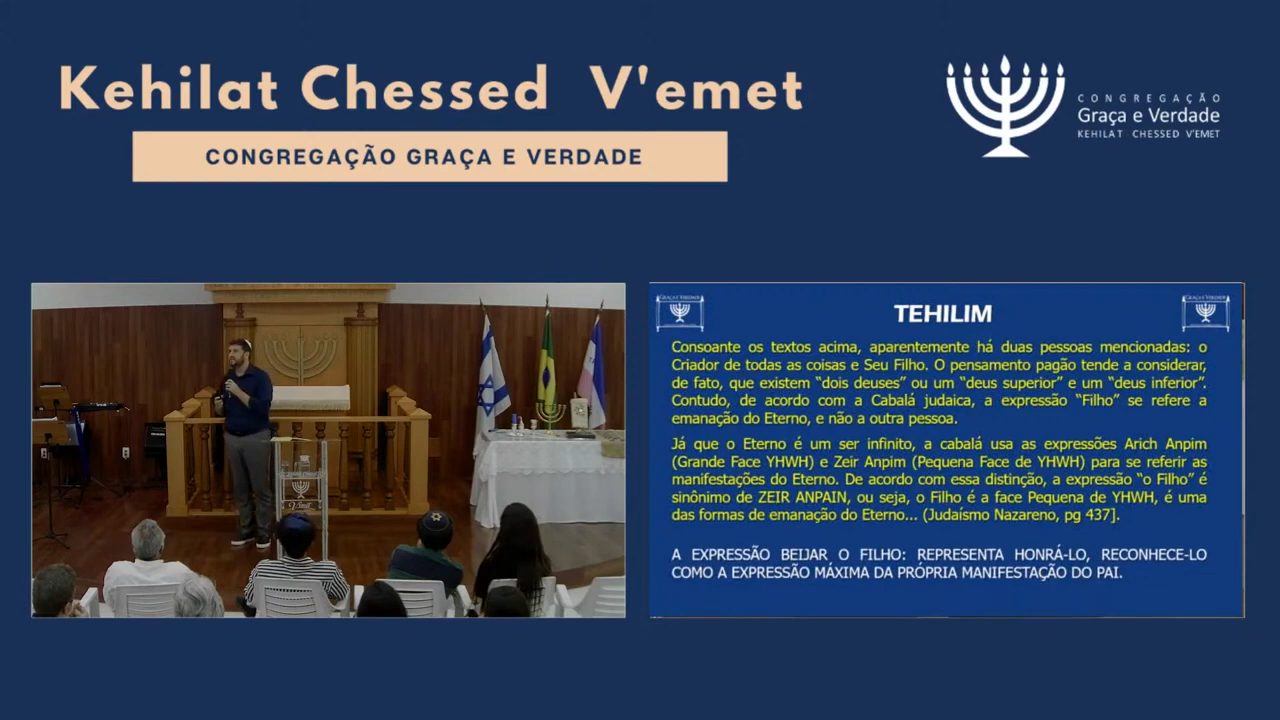 Kehilat Chessed V'emet
CONGREGAÇÃO GRAÇA E VERDADE
CONGREGAÇÃO
Graça e Verdade
KEHILAT CHESSED V'EMET
GRAÇA E VERDADE
TEHILIM
GRAÇA E VERDADE
Consoante os textos acima, aparentemente há duas pessoas mencionadas: o
Criador de todas as coisas e Seu Filho. O pensamento pagão tende a considerar,
de fato, que existem “dois deuses” ou um “deus superior” e um “deus inferior”.
Contudo, de acordo com a Cabalá judaica, a expressão “Filho” se refere a
emanação do Eterno, e não a outra pessoa.
Já que o Eterno é um ser infinito, a cabalá usa as expressões Arich Anpim
(Grande Face YHWH) e Zeir Anpim (Pequena Face de YHWH) para se referir as
manifestações do Eterno. De acordo com essa distinção, a expressão “o Filho” é
sinônimo de ZEIR ANPAIN, ou seja, o Filho é a face Pequena de YHWH, é uma
das formas de emanação do Eterno... (Judaísmo Nazareno, pg 437].
A EXPRESSÃO BEIJAR O FILHO: REPRESENTA HONRÁ-LO, RECONHECE-LO
COMO A EXPRESSÃO MÁXIMA DA PRÓPRIA MANIFESTAÇÃO DO PAI.